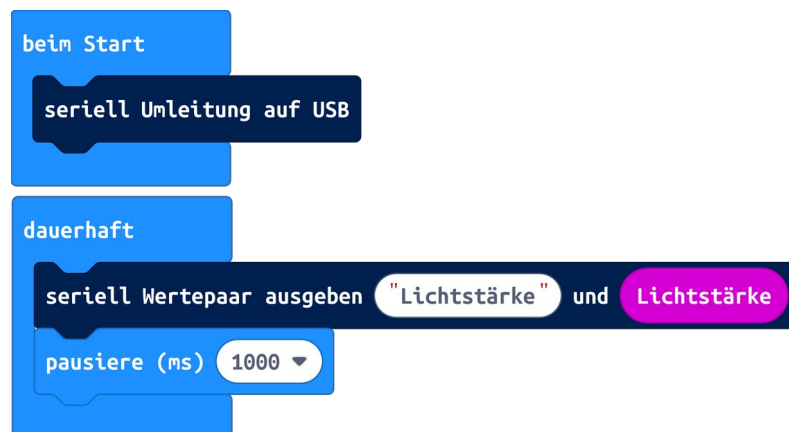 beim Start
seriell Umleitung auf USB
dauerhaft
seriell Wertepaar ausgeben "Lichtstärke" und Lichtstärke
pausiere (ms) 1000